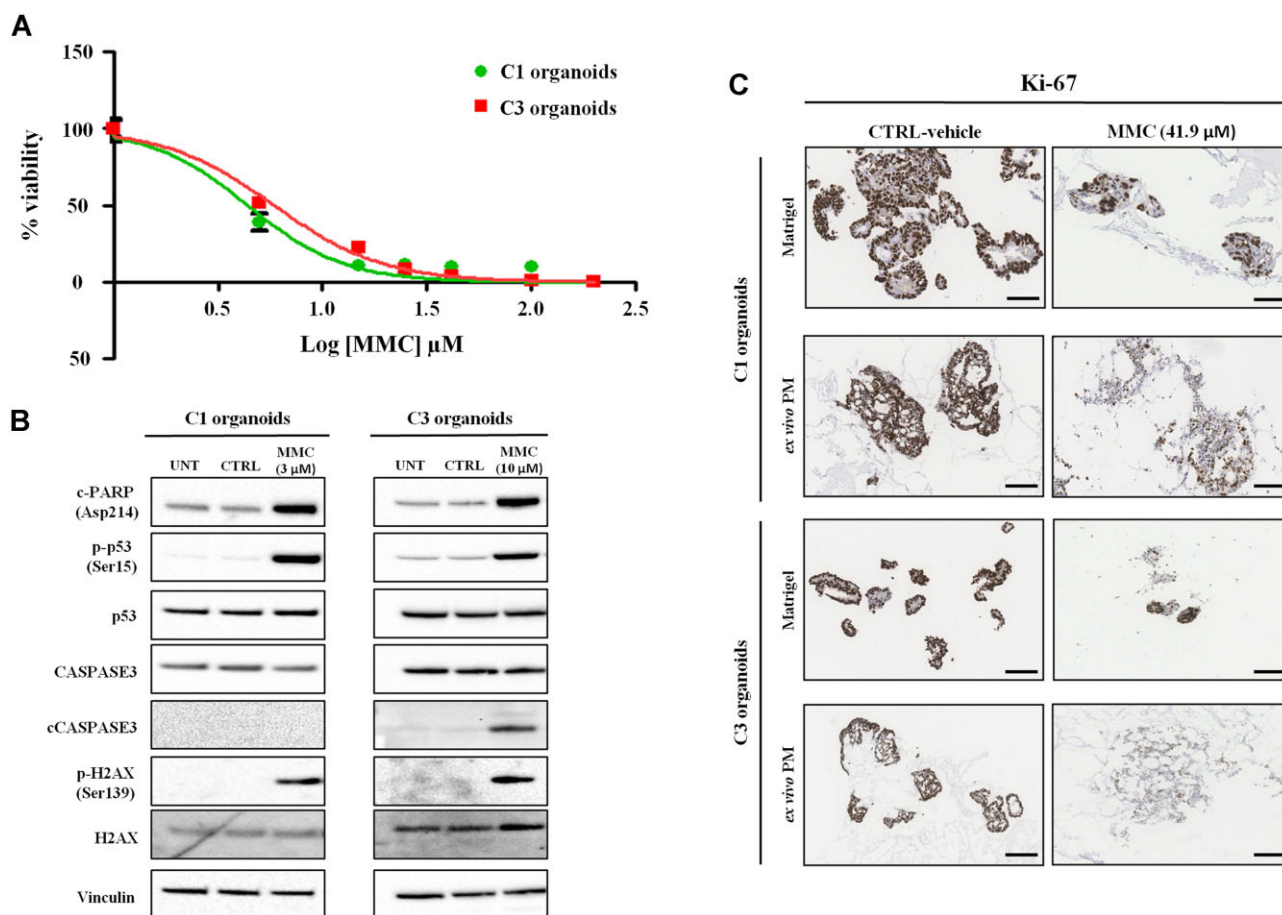 A
150
100
50
0
50
% viability
0.5
1.0
1.5
2.0
2.5
Log [MMC] µM
C1 organoids
C3 organoids
B
C1 organoids
C3 organoids
UNT
CTRL
MMC
(3 µM)
UNT
CTRL
MMC
(10 µM)
c-PARP
(Asp214)
p-p53
(Ser15)
p53
CASPASE3
cCASPASE3
p-H2AX
(Ser139)
H2AX
Vinculin
C
Ki-67
CTRL-vehicle
MMC (41.9 µM)
C1 organoids
Matrigel
ex vivo PM
C3 organoids
Matrigel
ex vivo PM